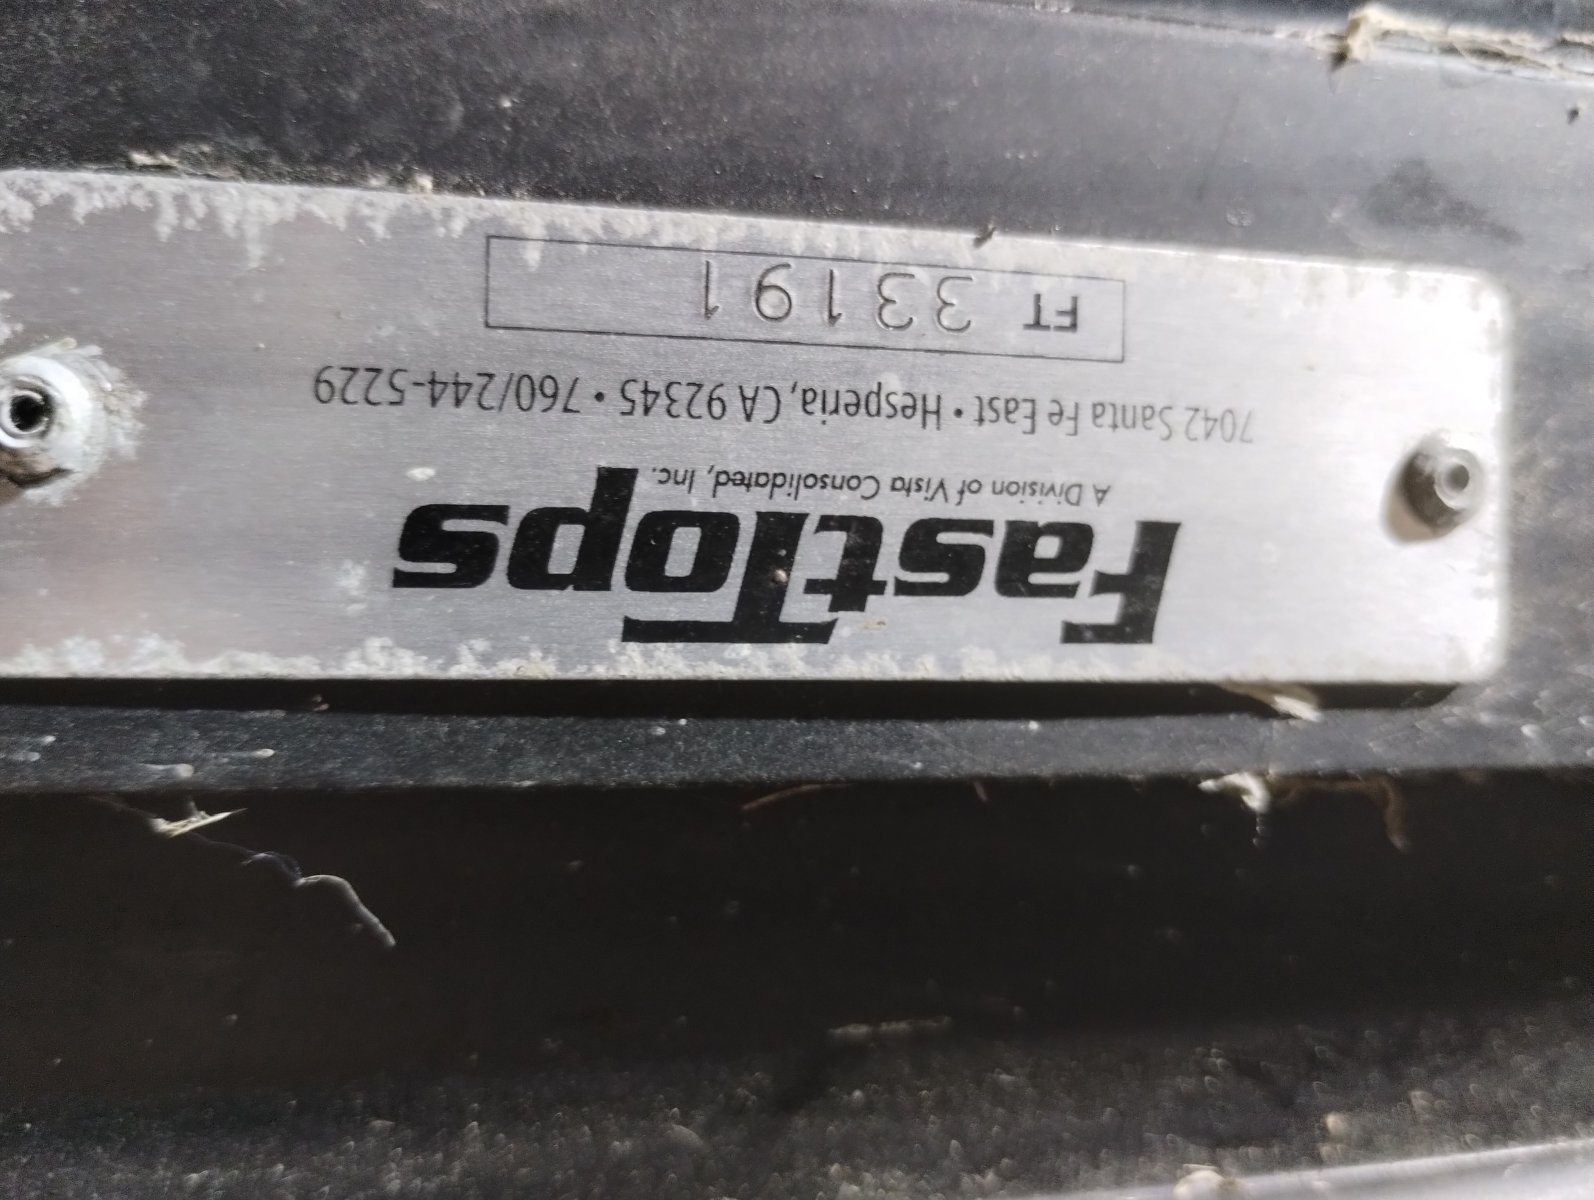 FastTops
A Division of Vista Consolidated, Inc.
7042 Santa Fe East • Hesperia, CA 92345 • 760/244-5229
FT 33191